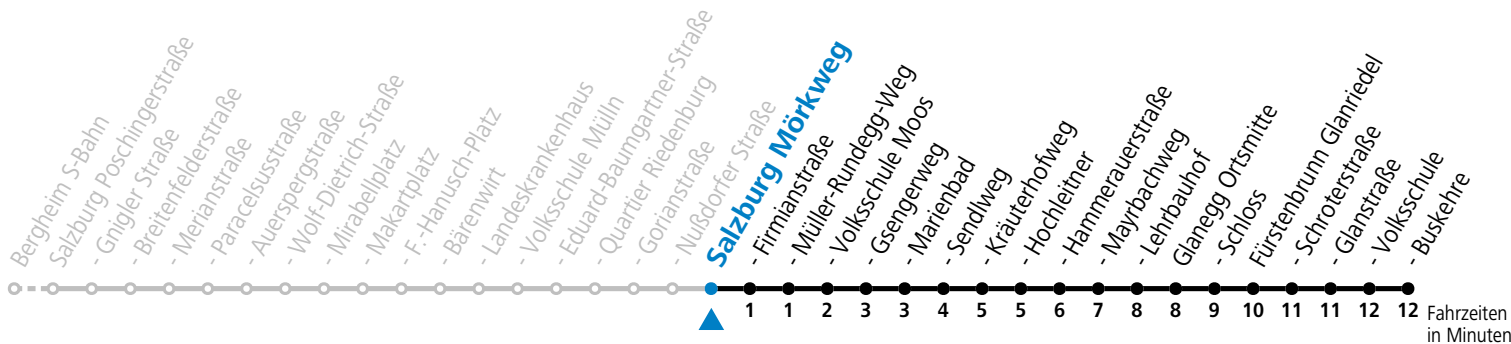 Bergheim S-Bahn
Salzburg Poschingerstraße
- Gnigler Straße
- Breitenfelderstraße
- Merianstraße
- Paracelsusstraße
- Auerspergstraße
- Wolf-Dietrich-Straße
- Mirabellplatz
- Makartplatz
- F.-Hanusch-Platz
- Bärenwirt
- Landeskrankenhaus
- Volksschule Mülln
- Eduard-Baumgartner-Straße
- Quartier Riedenburg
- Gorianstraße
- Nußdorfer Straße
Salzburg Mörkweg
- Firmianstraße
- Müller-Rundegg-Weg
- Volksschule Moos
- Gsengerweg
- Marienbad
- Sendlweg
- Kräuterhofweg
- Hochleitner
- Hammerauerstraße
- Mayrbachweg
- Lehrbauhof
Glanegg Ortsmitte
- Schloss
Fürstenbrunn Glanriedel
- Schroterstraße
- Glanstraße
- Volksschule
- Buskehre
1 1 2 3 3 4 5 5 6 7 8 8 9 10 11 11 12 12 Fahrzeiten
in Minuten